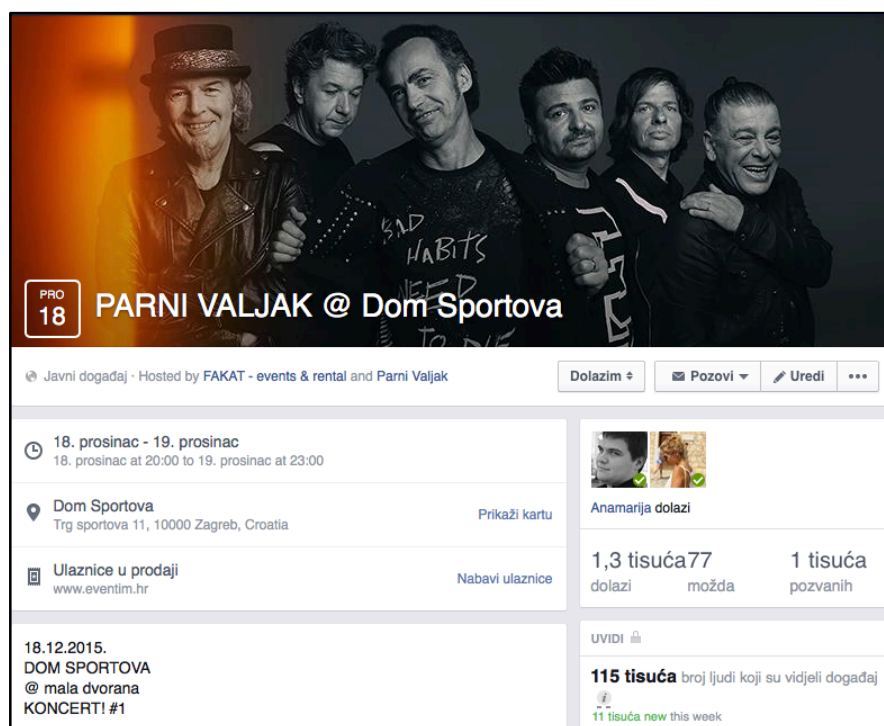 SAD
HABITS
NEED
TO DIE
PRO
18
PARNI VALJAK @ Dom Sportova
Javni događaj · Hosted by FAKAT - events & rental and Parni Valjak
Dolazim
Pozovi
Uredi
18. prosinac - 19. prosinac
18. prosinac at 20:00 to 19. prosinac at 23:00
Dom Sportova
Trg sportova 11, 10000 Zagreb, Croatia
Prikaži kartu
Ulaznice u prodaji
www.eventim.hr
Nabavi ulaznice
18.12.2015.
DOM SPORTOVA
@ mala dvorana
KONCERT! #1
Anamarija dolazi
1,3 tisuća 77 1 tisuća
dolazi možda pozvanih
UVIDI
115 tisuća broj ljudi koji su vidjeli događaj
i
11 tisuća new this week